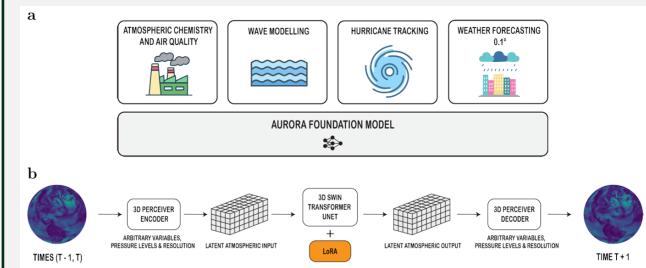 a
ATMOSPHERIC CHEMISTRY
AND AIR QUALITY
WAVE MODELLING
HURRICANE TRACKING
WEATHER FORECASTING
0.1°
AURORA FOUNDATION MODEL
b
TIMES (T - 1, T)
3D PERCEIVER
ENCODER
ARBITRARY VARIABLES,
PRESSURE LEVELS & RESOLUTION
LATENT ATMOSPHERIC INPUT
3D SWIN
TRANSFORMER
UNET
+
LoRA
LATENT ATMOSPHERIC OUTPUT
3D PERCEIVER
DECODER
ARBITRARY VARIABLES,
PRESSURE LEVELS & RESOLUTION
TIME T + 1